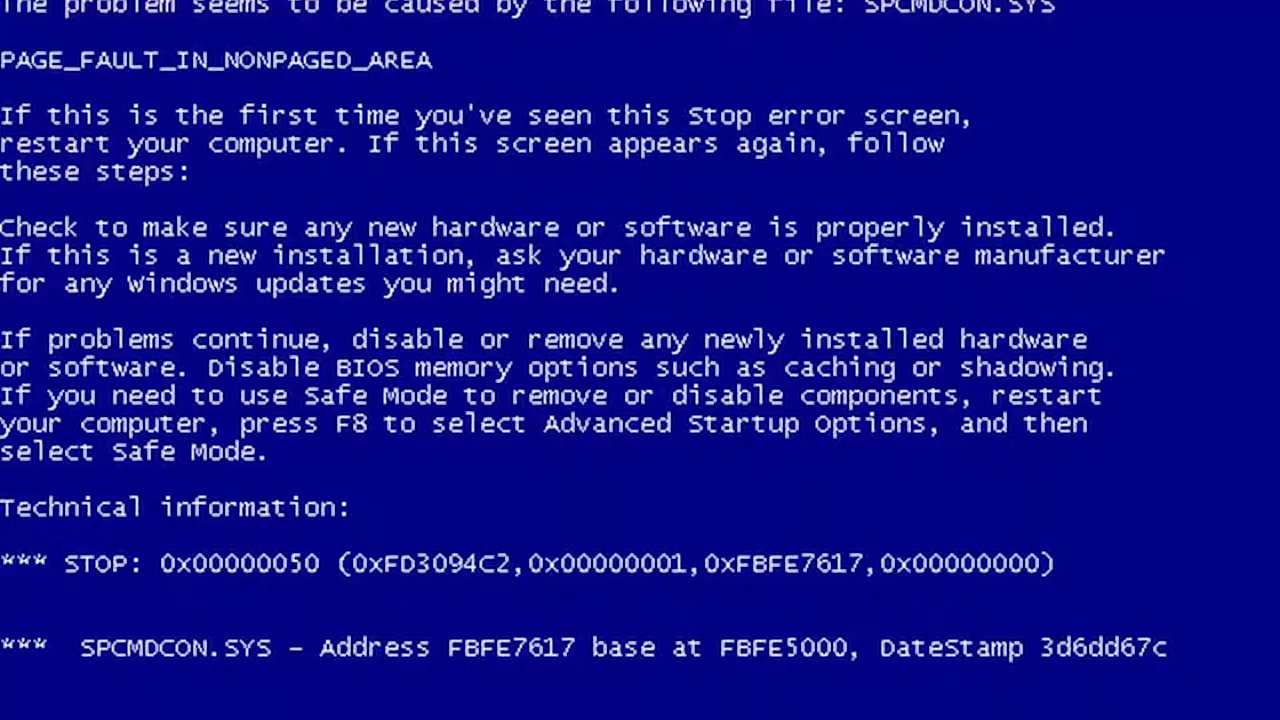 The problem seems to be caused by the following file: SPCMDCON.SYS
PAGE_FAULT_IN_NONPAGED_AREA
If this is the first time you've seen this Stop error screen,
restart your computer. If this screen appears again, follow
these steps:
Check to make sure any new hardware or software is properly installed.
If this is a new installation, ask your hardware or software manufacturer
for any Windows updates you might need.
If problems continue, disable or remove any newly installed hardware
or software. Disable BIOS memory options such as caching or shadowing.
If you need to use Safe Mode to remove or disable components, restart
your computer, press F8 to select Advanced Startup Options, and then
select Safe Mode.
Technical information:
*** STOP: 0x00000050 (0xFD3094C2,0x00000001,0xFBFE7617,0x00000000)
***  SPCMDCON.SYS – Address FBFE7617 base at FBFE5000, DateStamp 3d6dd67c